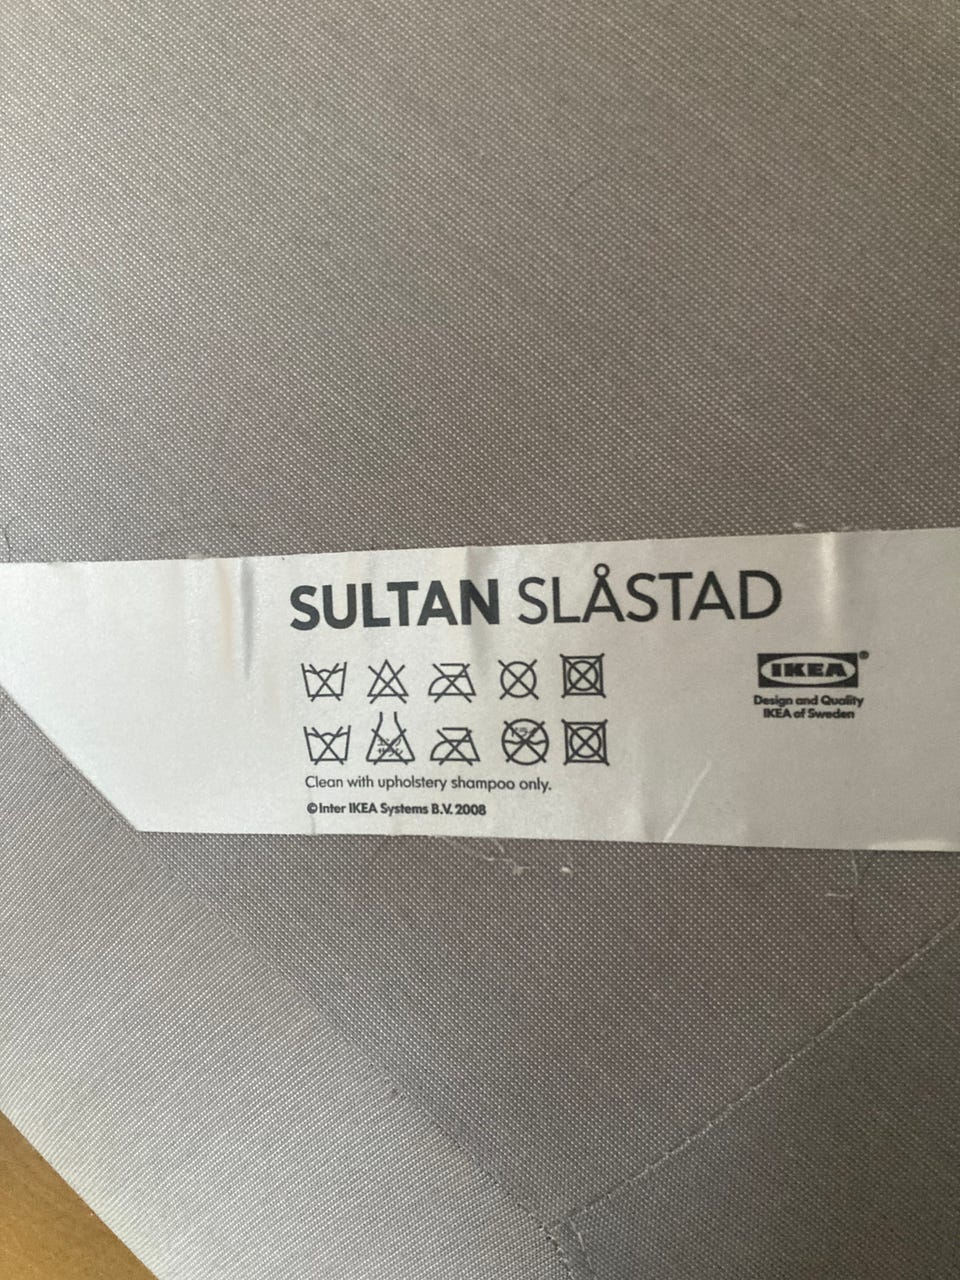 SULTAN SLÅSTAD
IKEA®
Design and Quality
IKEA of Sweden
Clean with upholstery shampoo only.
©Inter IKEA Systems B.V. 2008